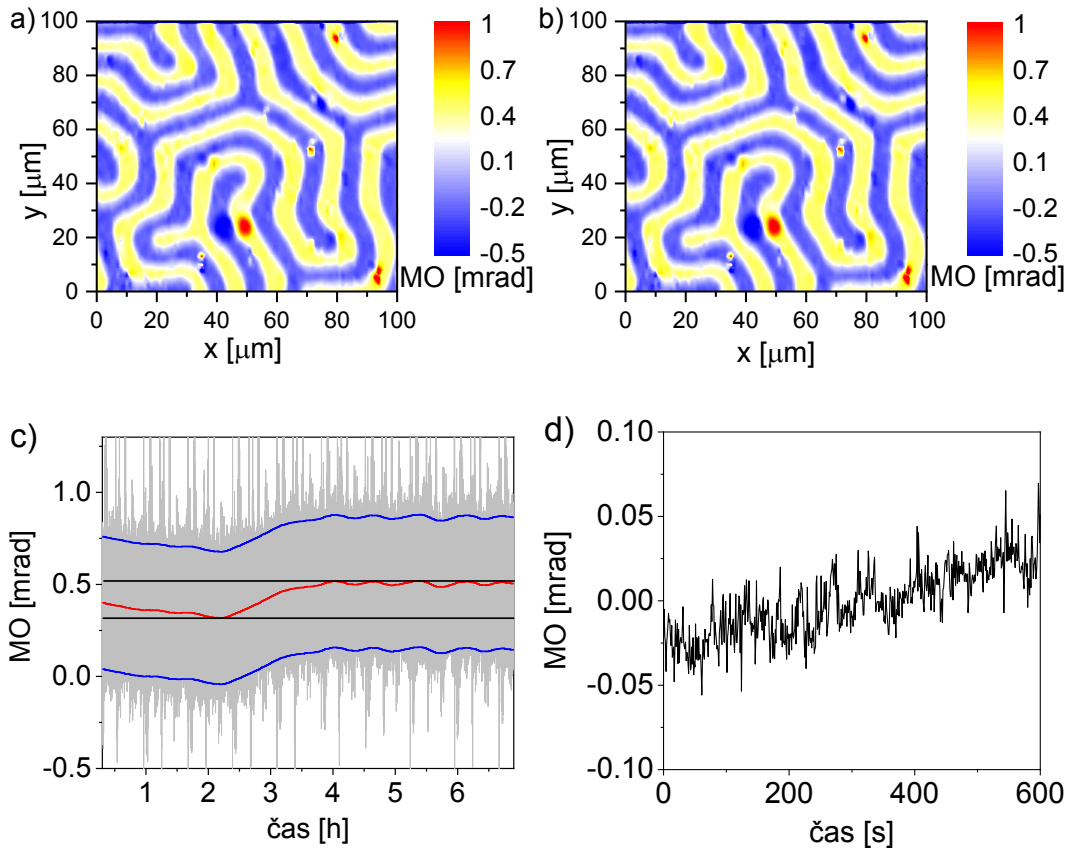 a)
100
80
60
40
20
0
y [μm]
0 20 40 60 80 100
x [μm]
1
0.7
0.4
0.1
-0.2
-0.5
MO [mrad]
b)
100
80
60
40
20
0
y [μm]
0 20 40 60 80 100
x [μm]
1
0.7
0.4
0.1
-0.2
-0.5
MO [mrad]
c)
1.0
0.5
0.0
-0.5
MO [mrad]
1 2 3 4 5 6
čas [h]
d)
0.10
0.05
0.00
-0.05
-0.10
MO [mrad]
0 200 400 600
čas [s]